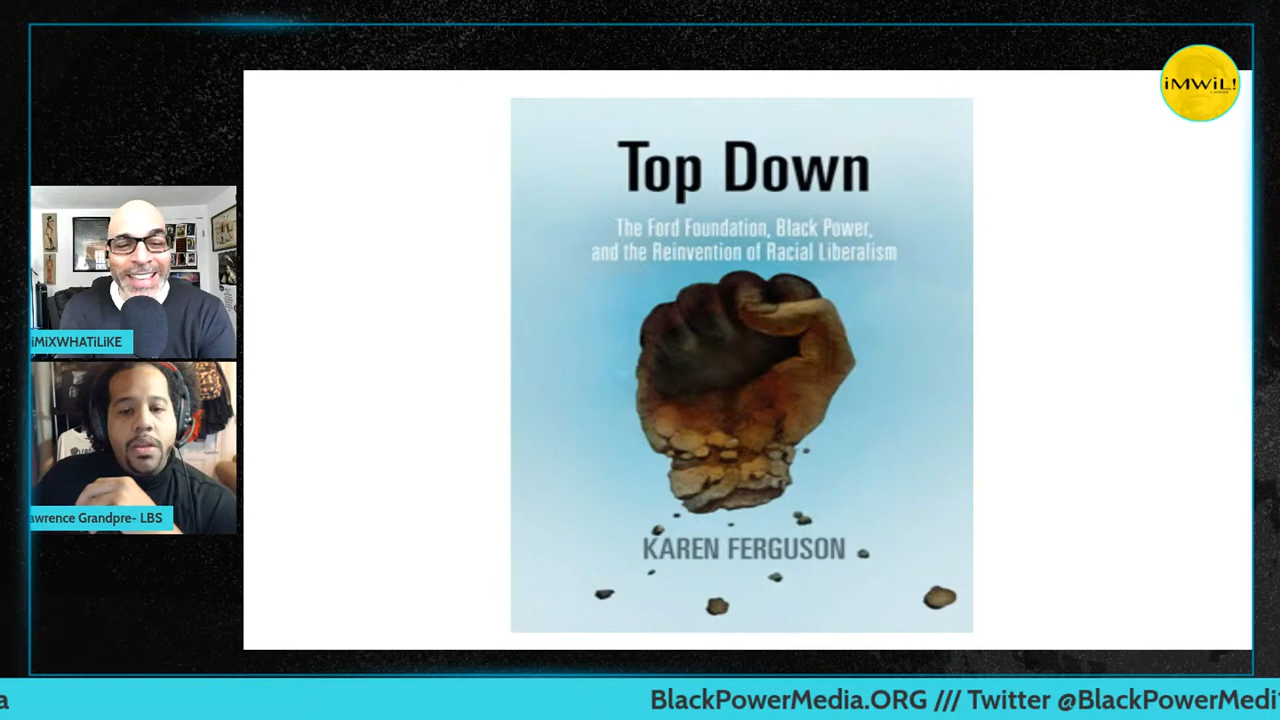 iMWiL!
Top Down
The Ford Foundation, Black Power,
and the Reinvention of Racial Liberalism
KAREN FERGUSON
iMiXWHATiLiKE
awrence Grandpre- LBS
a
BlackPowerMedia.ORG /// Twitter @BlackPowerMedi